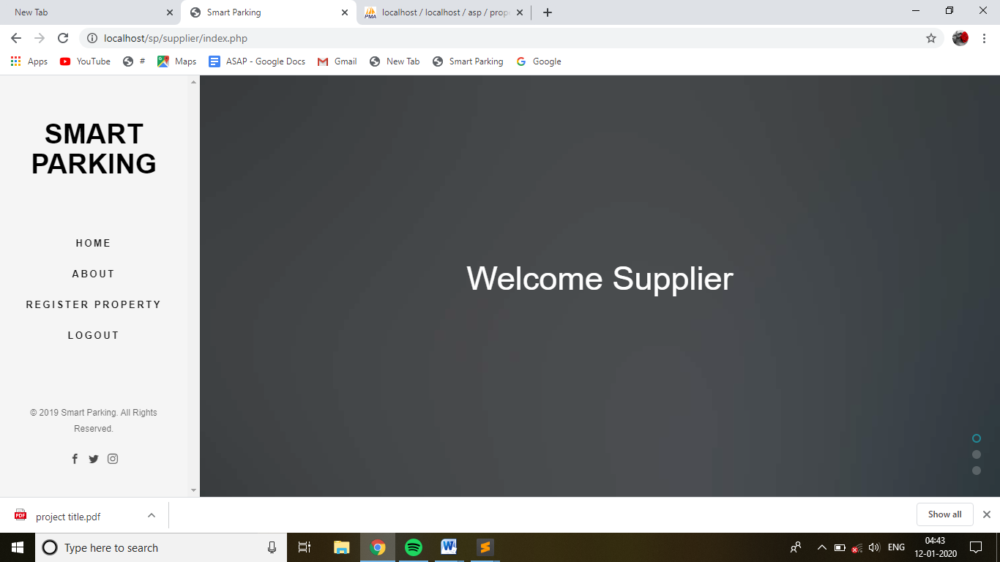 New Tab
Smart Parking
localhost / localhost / asp / prop
localhost/sp/supplier/index.php
Apps
YouTube
#
Maps
ASAP - Google Docs
Gmail
New Tab
Smart Parking
Google
SMART
PARKING
HOME
ABOUT
REGISTER PROPERTY
LOGOUT
© 2019 Smart Parking. All Rights
Reserved.
Welcome Supplier
PDF
project title.pdf
Show all
Type here to search
ENG
04:43
12-01-2020